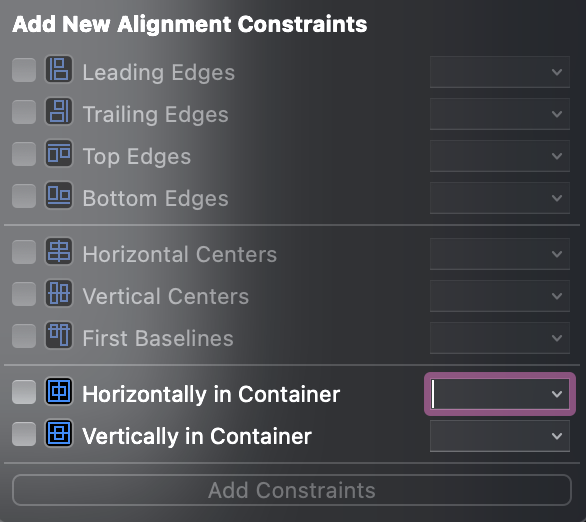 Add New Alignment Constraints
Leading Edges
Trailing Edges
Top Edges
Bottom Edges
Horizontal Centers
Vertical Centers
First Baselines
Horizontally in Container
Vertically in Container
Add Constraints